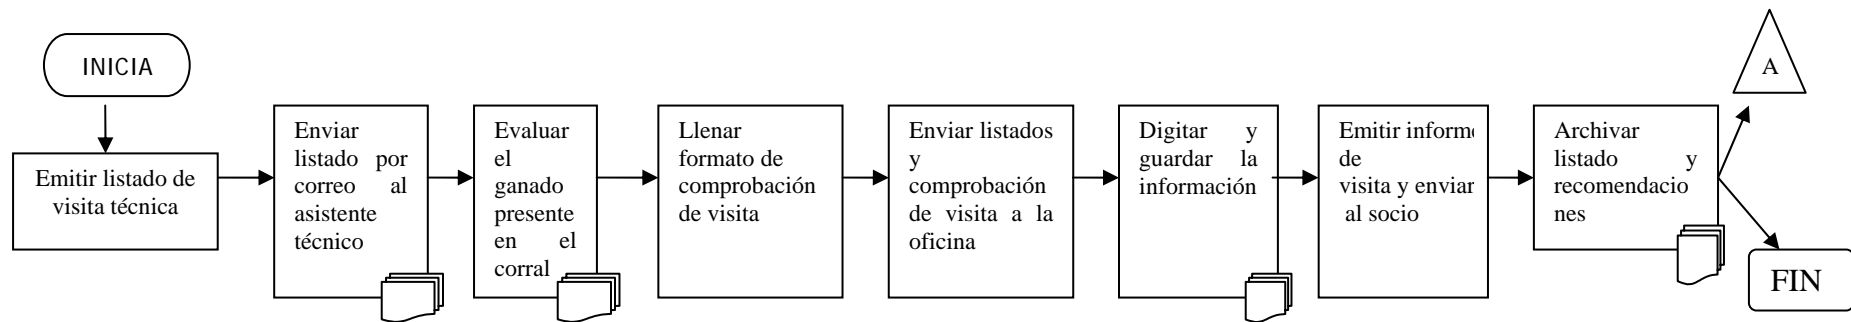 INICIA
Emitir listado de
visita técnica
Enviar
listado por
correo al
asistente
técnico
Evaluar
el
ganado
presente
en el
corral
Llenar
formato de
comprobación
de visita
Enviar listados
y
comprobación
de visita a la
oficina
Digitar y
guardar la
información
Emitir informe
de
visita y enviar
al socio
Archivar
listado y
recomendacio
nes
A
FIN